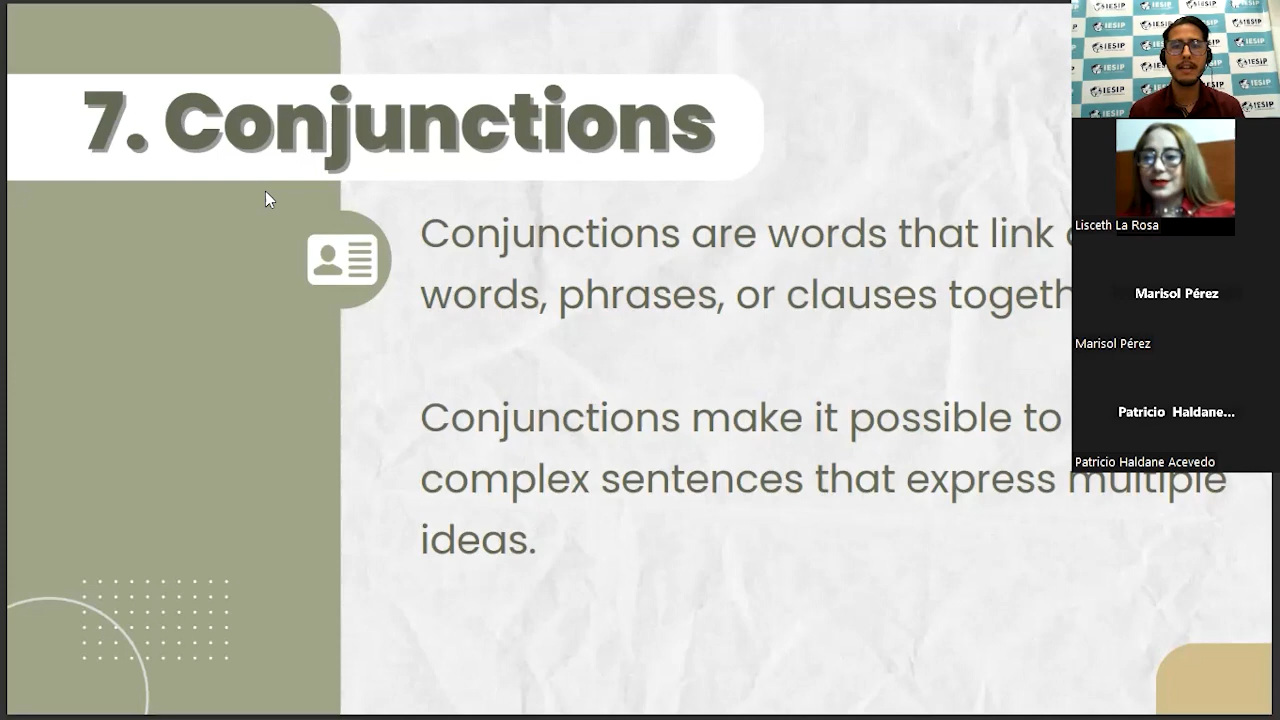 7. Conjunctions
Conjunctions are words that link
words, phrases, or clauses
Conjunctions make it possible to
complex sentences that express multiple
ideas.
IESIP
Lisceth La Rosa
Marisol Pérez
Marisol Pérez
Patricio Haldane...
Patricio Haldane Acevedo